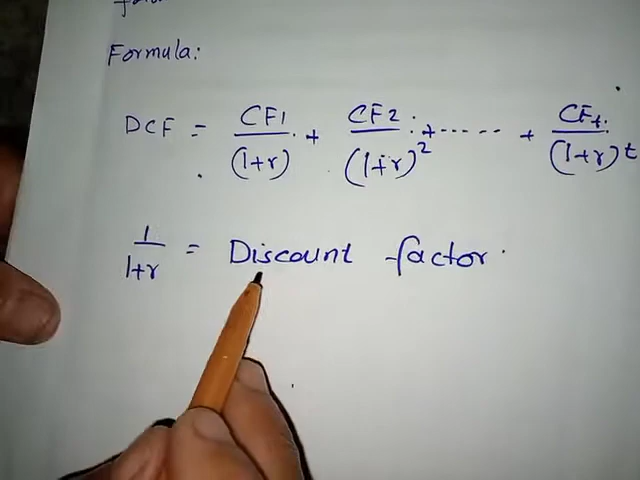 Formula:
DCF = CF1/(1+r) + CF2/(1+r)² + ...... + CFt/(1+r)t
1/1+r = Discount factor.